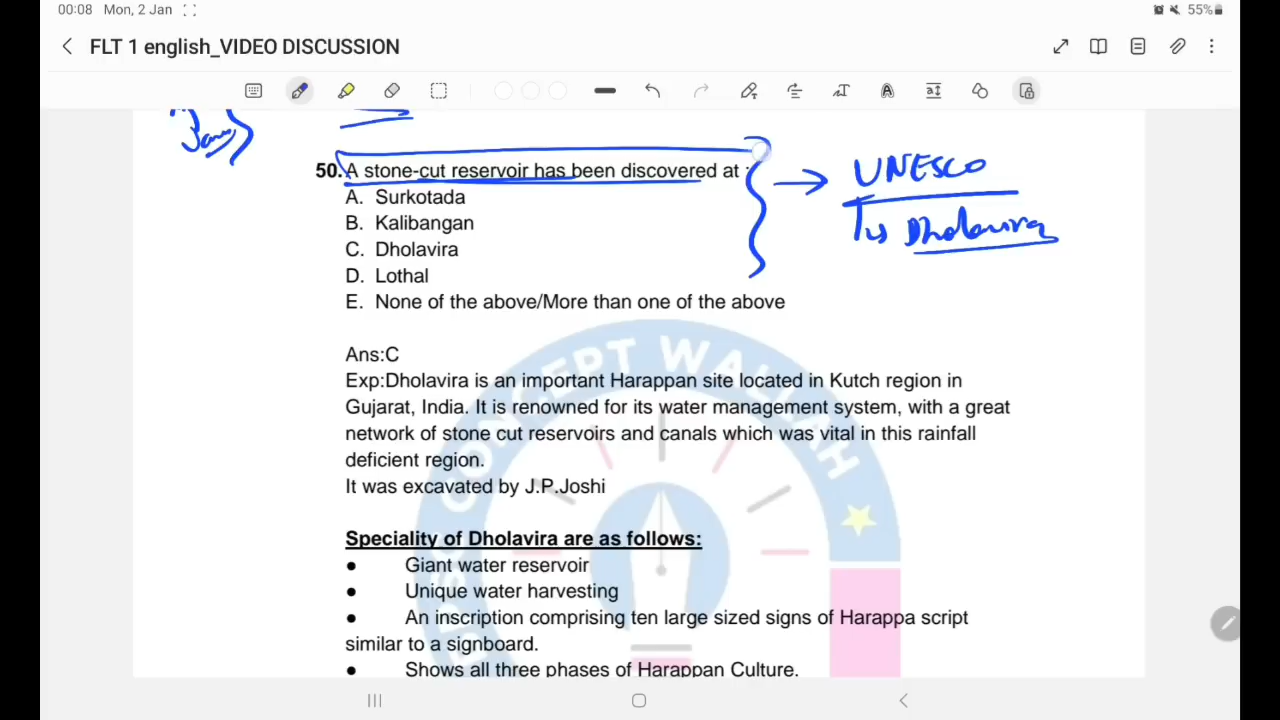 00:08 Mon, 2 Jan
55%
FLT 1 english_VIDEO DISCUSSION
50. A stone-cut reservoir has been discovered at :
UNESCO
Dholavira
A. Surkotada
B. Kalibangan
C. Dholavira
D. Lothal
E. None of the above/More than one of the above
Ans:C
Exp:Dholavira is an important Harappan site located in Kutch region in
Gujarat, India. It is renowned for its water management system, with a great
network of stone cut reservoirs and canals which was vital in this rainfall
deficient region.
It was excavated by J.P.Joshi
Speciality of Dholavira are as follows:
● Giant water reservoir
● Unique water harvesting
● An inscription comprising ten large sized signs of Harappa script
similar to a signboard.
● Shows all three phases of Harappan Culture.
CONCEPT WALLAH